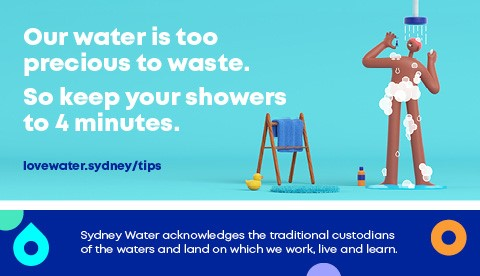 Our water is too
precious to waste.
So keep your showers
to 4 minutes.
lovewater.sydney/tips
Sydney Water acknowledges the traditional custodians
of the waters and land on which we work, live and learn.